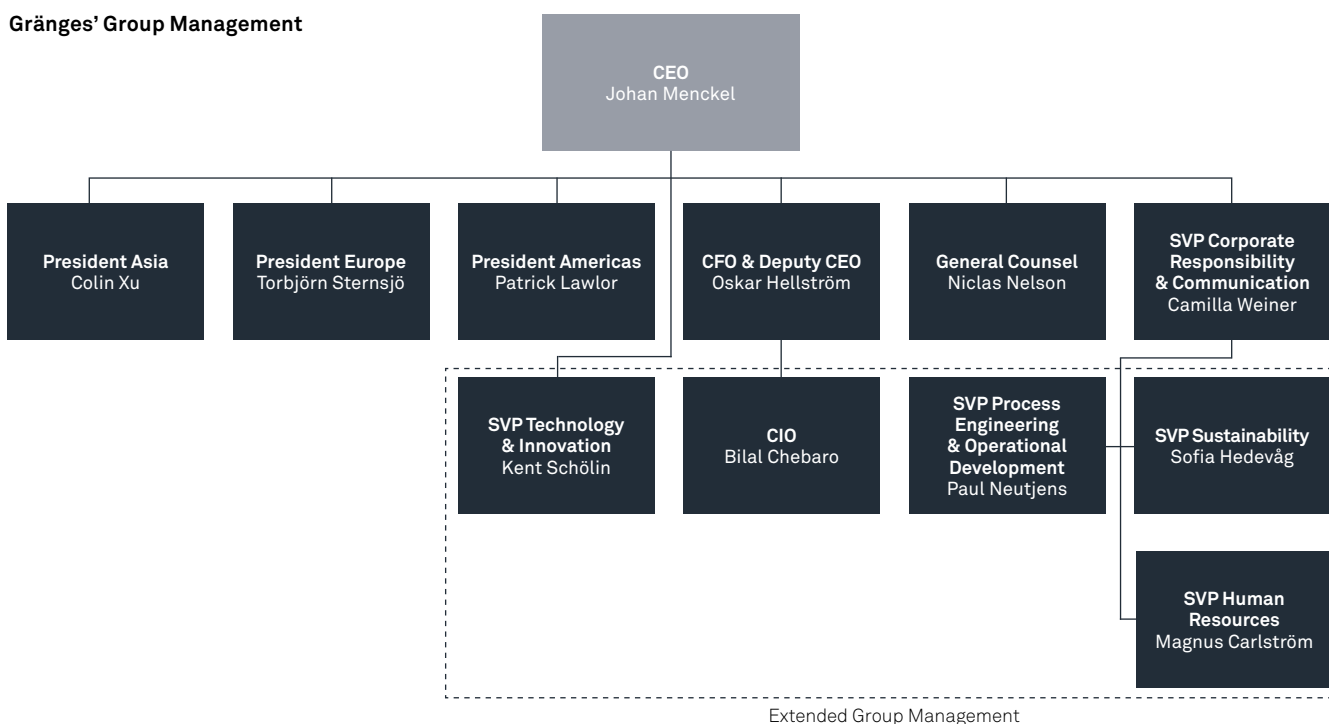 Gränges’ Group Management
CEO
Johan Menckel
President Asia
Colin Xu
President Europe
Torbjörn Sternsjö
President Americas
Patrick Lawlor
CFO & Deputy CEO
Oskar Hellström
General Counsel
Niclas Nelson
SVP Corporate
Responsibility
& Communication
Camilla Weiner
SVP Technology
& Innovation
Kent Schölin
CIO
Bilal Chebaro
SVP Process
Engineering
& Operational
Development
Paul Neutjens
SVP Sustainability
Sofia Hedevåg
SVP Human
Resources
Magnus Carlström
Extended Group Management